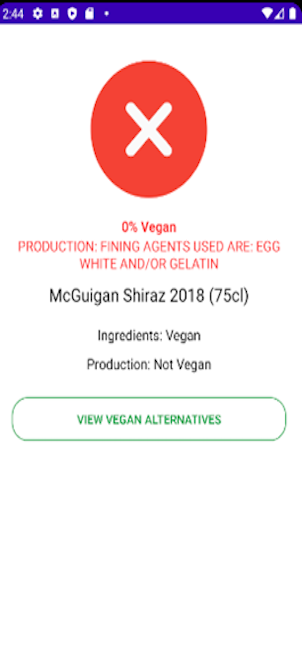 2:44
0% Vegan
PRODUCTION: FINING AGENTS USED ARE: EGG
WHITE AND/OR GELATIN
McGuigan Shiraz 2018 (75cl)
Ingredients: Vegan
Production: Not Vegan
VIEW VEGAN ALTERNATIVES